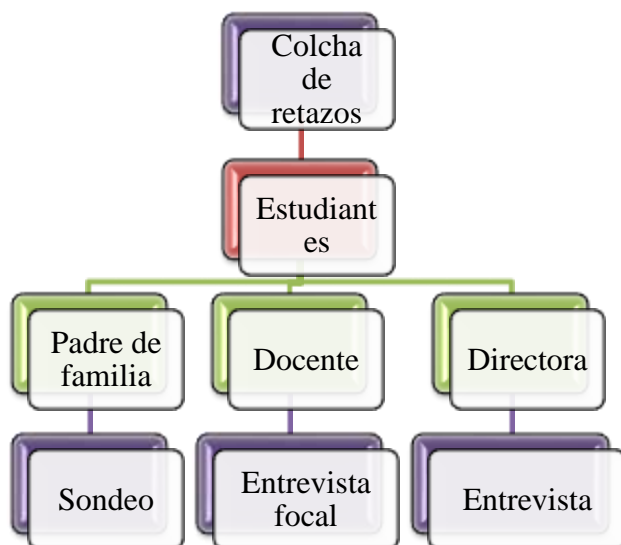 Colcha
de
retazos
Estudiant
es
Padre de
familia
Docente
Directora
Sondeo
Entrevista
focal
Entrevista